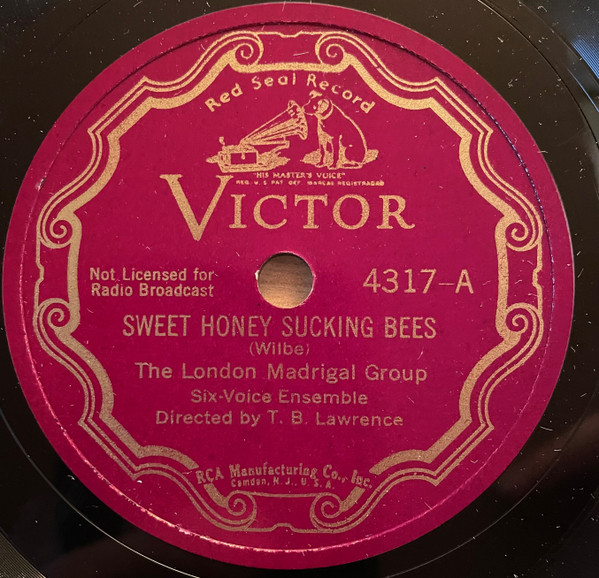 Red Seal Record
"HIS MASTER'S VOICE"
REG. U. S. PAT. OFF. MARCAS REGISTRADAS
VICTOR
Not Licensed for
Radio Broadcast
4317-A
SWEET HONEY SUCKING BEES
(Wilbe)
The London Madrigal Group
Six-Voice Ensemble
Directed by T. B. Lawrence
RCA Manufacturing Co., Inc.
Camden, N. J., U. S. A.